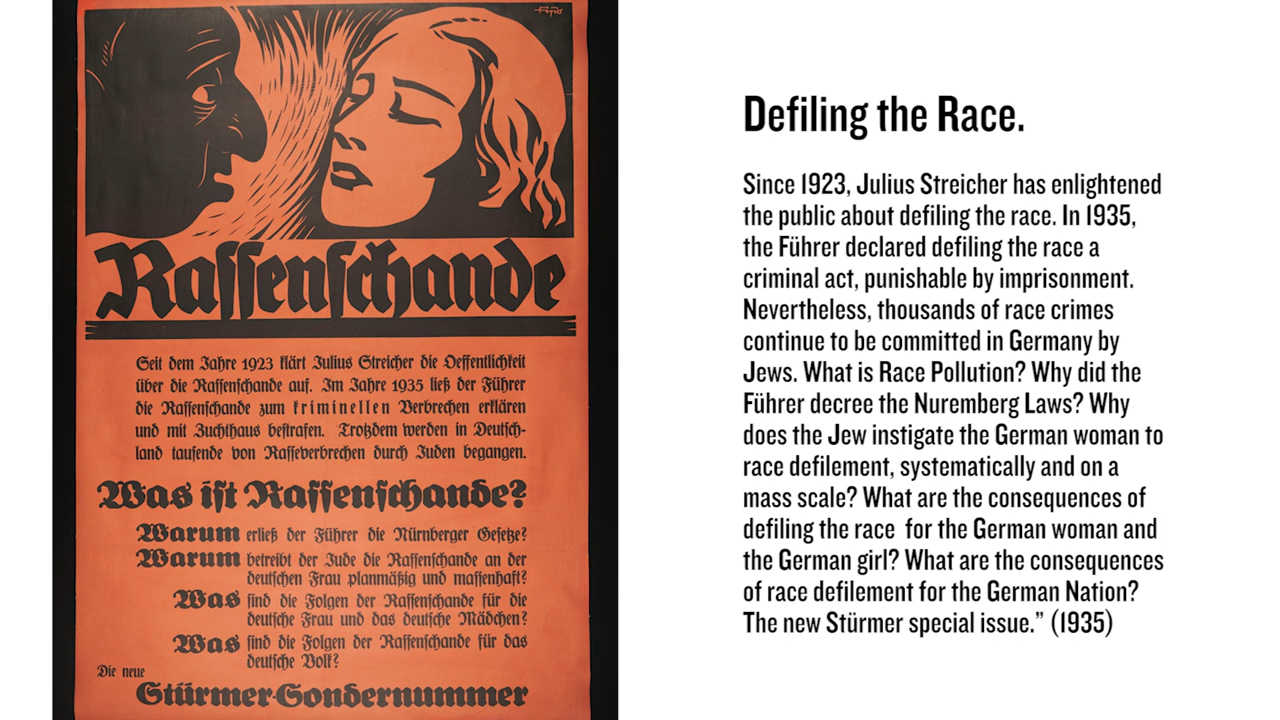 Fips
Rassenschande
Seit dem Jahre 1923 klärt Julius Streicher die Oeffentlichkeit
über die Rassenschande auf. Im Jahre 1935 ließ der Führer
die Rassenschande zum kriminellen Verbrechen erklären
und mit Zuchthaus bestrafen. Trotzdem werden in Deutsch-
land tausende von Rasseverbrechen durch Juden begangen.
Was ist Rassenschande?
Warum erließ der Führer die Nürnberger Gesetze?
Warum betreibt der Jude die Rassenschande an der
deutschen Frau planmäßig und massenhaft?
Was sind die Folgen der Rassenschande für die
deutsche Frau und das deutsche Mädchen?
Was sind die Folgen der Rassenschande für das
deutsche Volk?
Die neue
Stürmer-Sondernummer
Defiling the Race.
Since 1923, Julius Streicher has enlightened
the public about defiling the race. In 1935,
the Führer declared defiling the race a
criminal act, punishable by imprisonment.
Nevertheless, thousands of race crimes
continue to be committed in Germany by
Jews. What is Race Pollution? Why did the
Führer decree the Nuremberg Laws? Why
does the Jew instigate the German woman to
race defilement, systematically and on a
mass scale? What are the consequences of
defiling the race for the German woman and
the German girl? What are the consequences
of race defilement for the German Nation?
The new Stürmer special issue.” (1935)